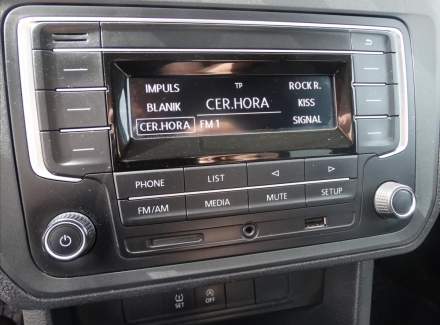 IMPULS TP ROCK R.
BLANIK CER.HORA KISS
CER.HORA FM 1 SIGNAL
PHONE LIST ◁ ▷
FM/AM MEDIA MUTE SETUP
SET OFF